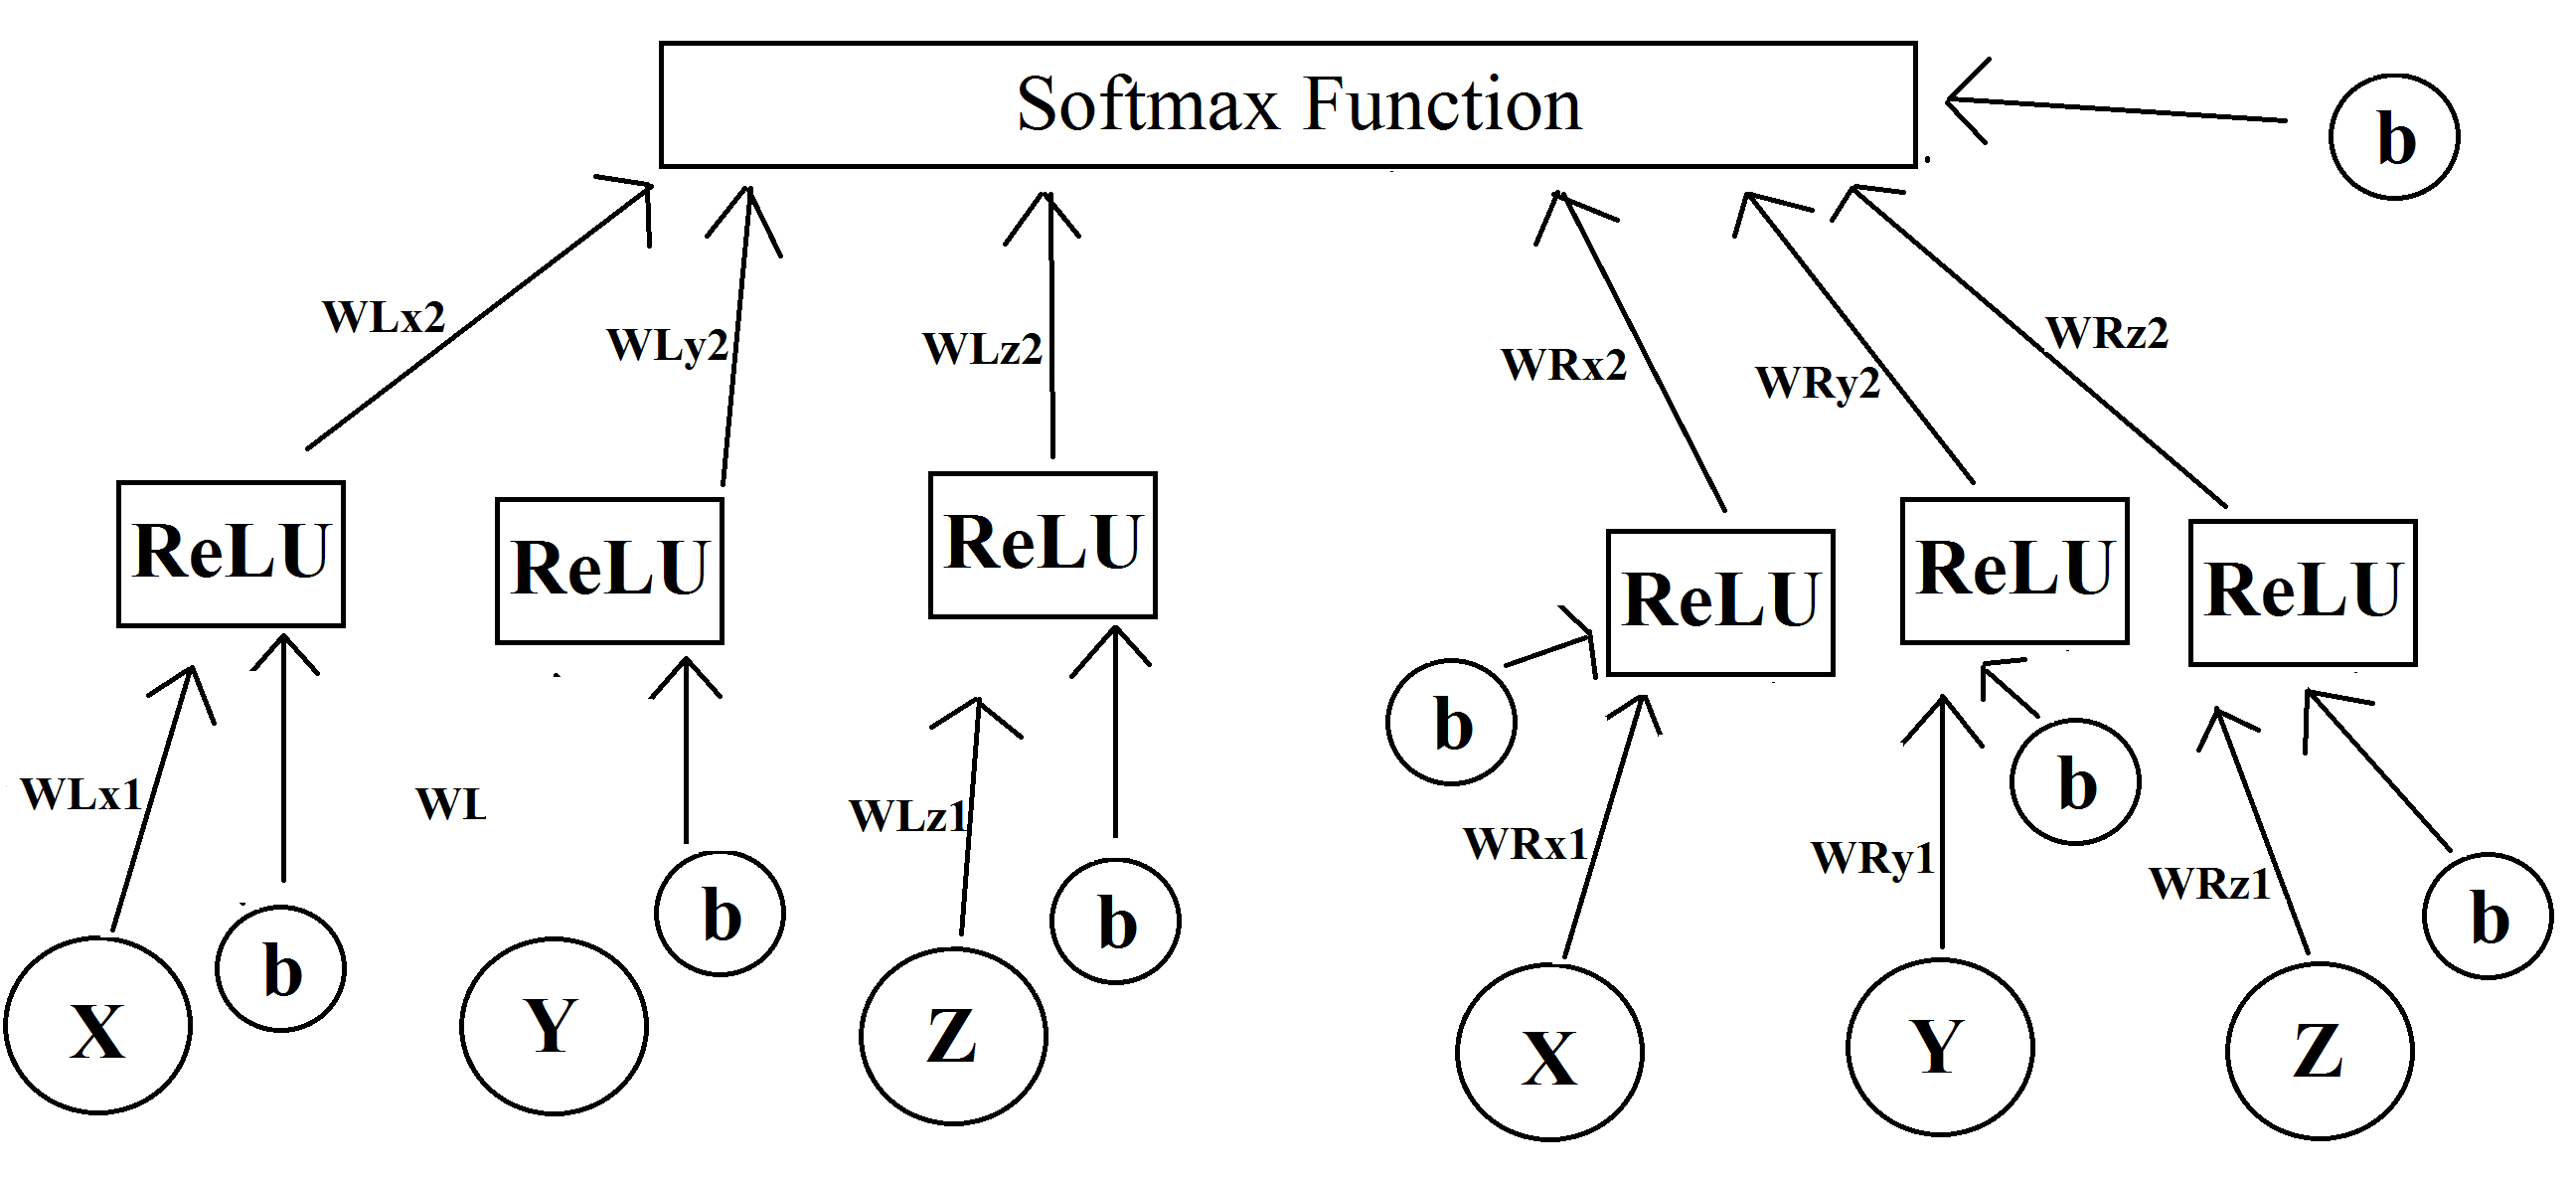 Softmax Function
b
WLx2
WLy2
WLz2
WRx2
WRy2
WRz2
ReLU
ReLU
ReLU
ReLU
ReLU
ReLU
b
b
WLx1
WL
WLz1
WRx1
WRy1
WRz1
b
b
b
b
X
Y
Z
X
Y
Z